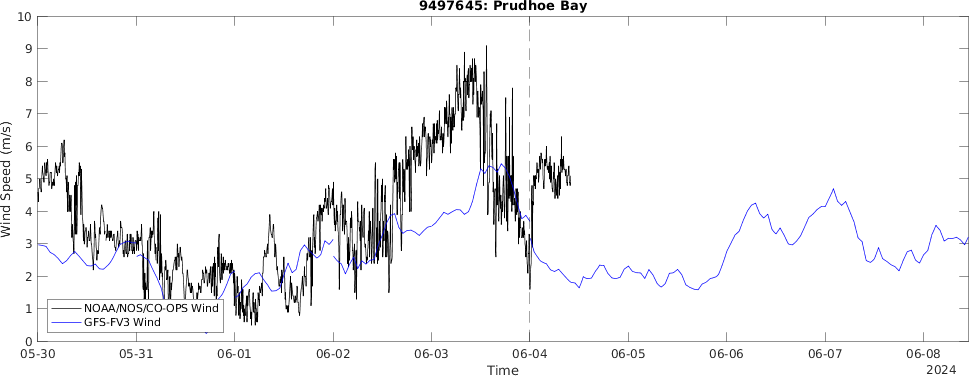 9497645: Prudhoe Bay
10
9
8
7
6
5
4
3
2
1
0
Wind Speed (m/s)
NOAA/NOS/CO-OPS Wind
GFS-FV3 Wind
05-30 05-31 06-01 06-02 06-03 06-04 06-05 06-06 06-07 06-08
Time
2024